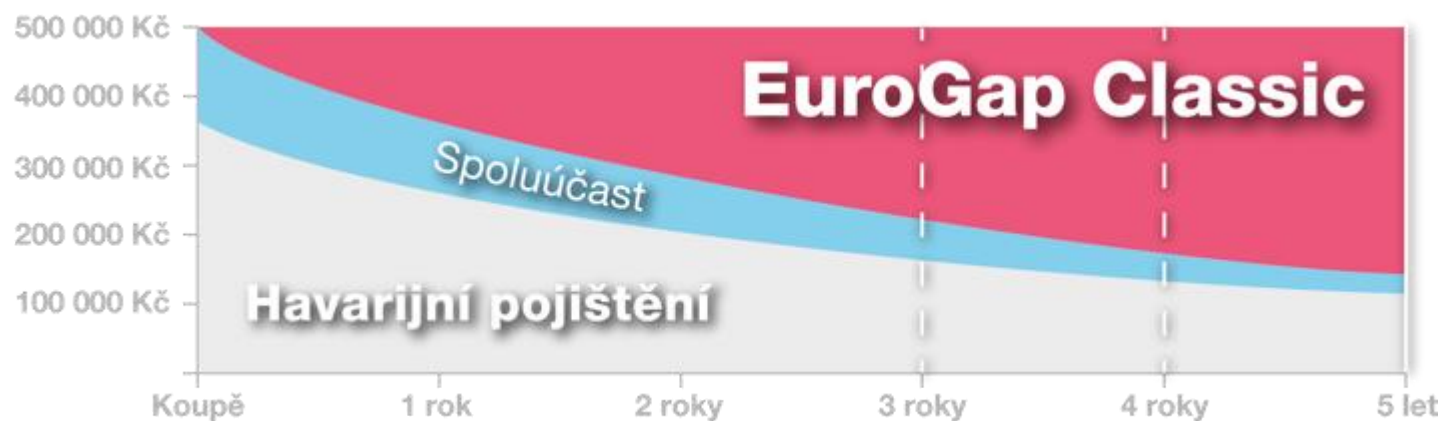 500 000 Kč
400 000 Kč
300 000 Kč
200 000 Kč
100 000 Kč
EuroGap Classic
Spoluúčast
Havarijní pojištění
Koupě 1 rok 2 roky 3 roky 4 roky 5 let